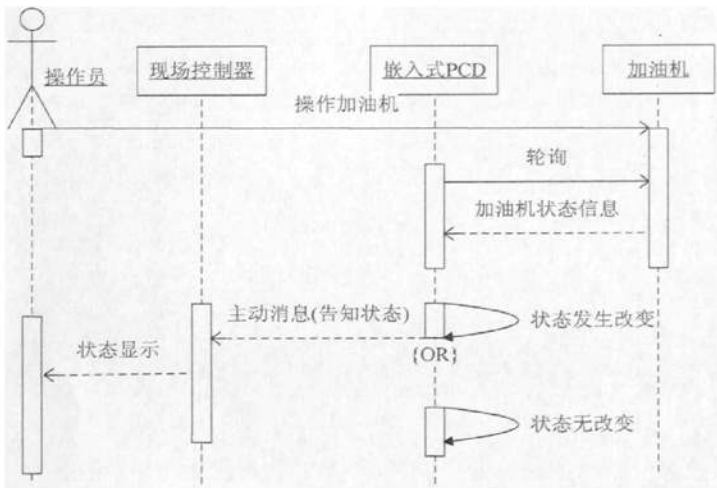 操作员
现场控制器
嵌入式PCD
加油机
操作加油机
轮询
加油机状态信息
主动消息(告知状态)
状态发生改变
{OR}
状态显示
状态无改变